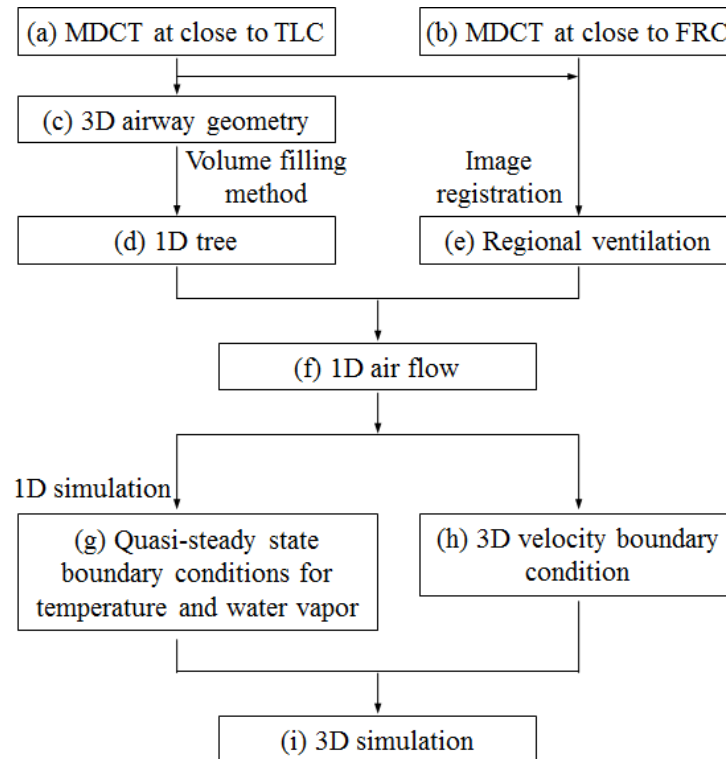 (a) MDCT at close to TLC
(b) MDCT at close to FRC
(c) 3D airway geometry
Volume filling
method
Image
registration
(d) 1D tree
(e) Regional ventilation
(f) 1D air flow
1D simulation
(g) Quasi-steady state
boundary conditions for
temperature and water vapor
(h) 3D velocity boundary
condition
(i) 3D simulation